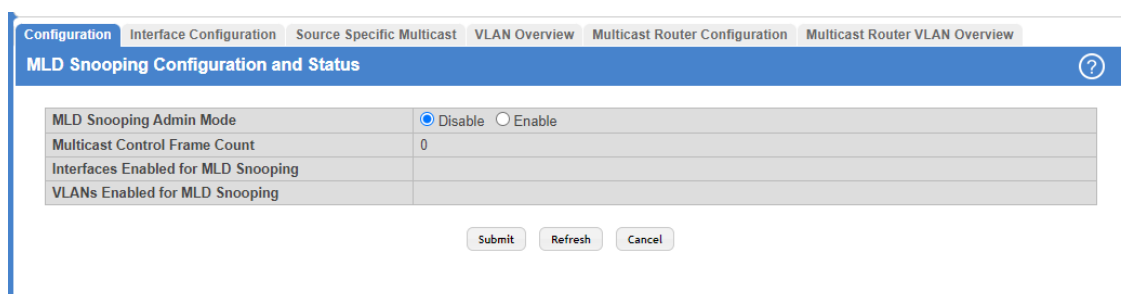 Configuration Interface Configuration Source Specific Multicast VLAN Overview Multicast Router Configuration Multicast Router VLAN Overview
MLD Snooping Configuration and Status ?
MLD Snooping Admin Mode Disable Enable
Multicast Control Frame Count 0
Interfaces Enabled for MLD Snooping
VLANs Enabled for MLD Snooping
Submit Refresh Cancel